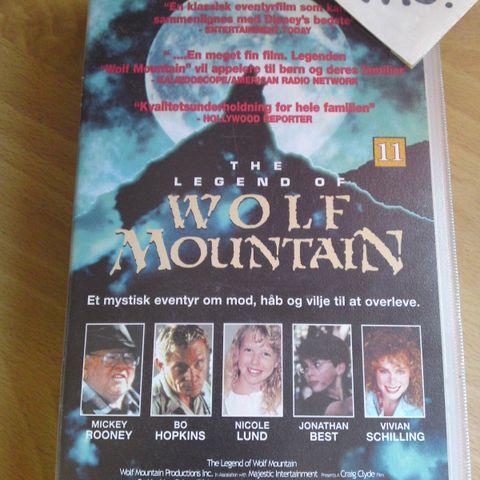 "En klassisk eventyrfilm som kan
sammenlignes med Disney's bedste
- ENTERTAINMENT TODAY
"....En meget fin film. Legenden
"Wolf Mountain" vil appelere til børn og deres familier"
- KALEIDOSCOPE/AMERICAN RADIO NETWORK
"Kvalitetsunderholdning for hele familien"
- HOLLYWOOD REPORTER
11
THE
LEGEND OF
WOLF
MOUNTAIN
Et mystisk eventyr om mod, håb og vilje til at overleve.
MICKEY ROONEY
BO HOPKINS
NICOLE LUND
JONATHAN BEST
VIVIAN SCHILLING
The Legend of Wolf Mountain
Wolf Mountain Productions Inc. In Association with Majestic Entertainment Presents A Craig Clyde Film